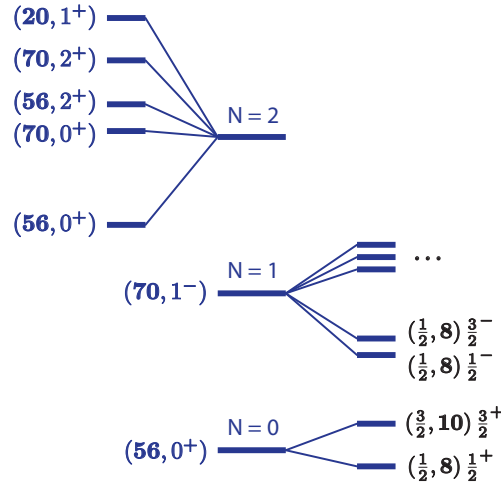 (20, 1⁺)
(70, 2⁺)
(56, 2⁺)
(70, 0⁺)
N = 2
(56, 0⁺)
N = 1
(70, 1⁻)
...
(1/2, 8) 3/2⁻
(1/2, 8) 1/2⁻
N = 0
(56, 0⁺)
(3/2, 10) 3/2⁺
(1/2, 8) 1/2⁺